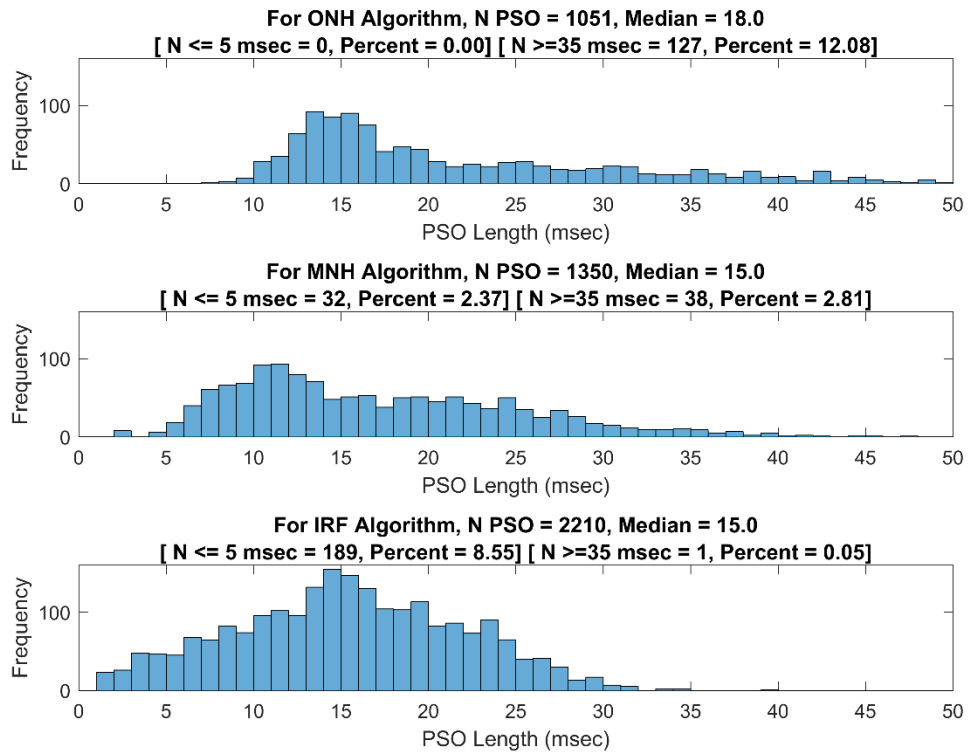 For ONH Algorithm, N PSO = 1051, Median = 18.0
[ N <= 5 msec = 0, Percent = 0.00] [ N >=35 msec = 127, Percent = 12.08]
100
0
Frequency
0 5 10 15 20 25 30 35 40 45 50
PSO Length (msec)
For MNH Algorithm, N PSO = 1350, Median = 15.0
[ N <= 5 msec = 32, Percent = 2.37] [ N >=35 msec = 38, Percent = 2.81]
100
0
Frequency
0 5 10 15 20 25 30 35 40 45 50
PSO Length (msec)
For IRF Algorithm, N PSO = 2210, Median = 15.0
[ N <= 5 msec = 189, Percent = 8.55] [ N >=35 msec = 1, Percent = 0.05]
100
0
Frequency
0 5 10 15 20 25 30 35 40 45 50
PSO Length (msec)